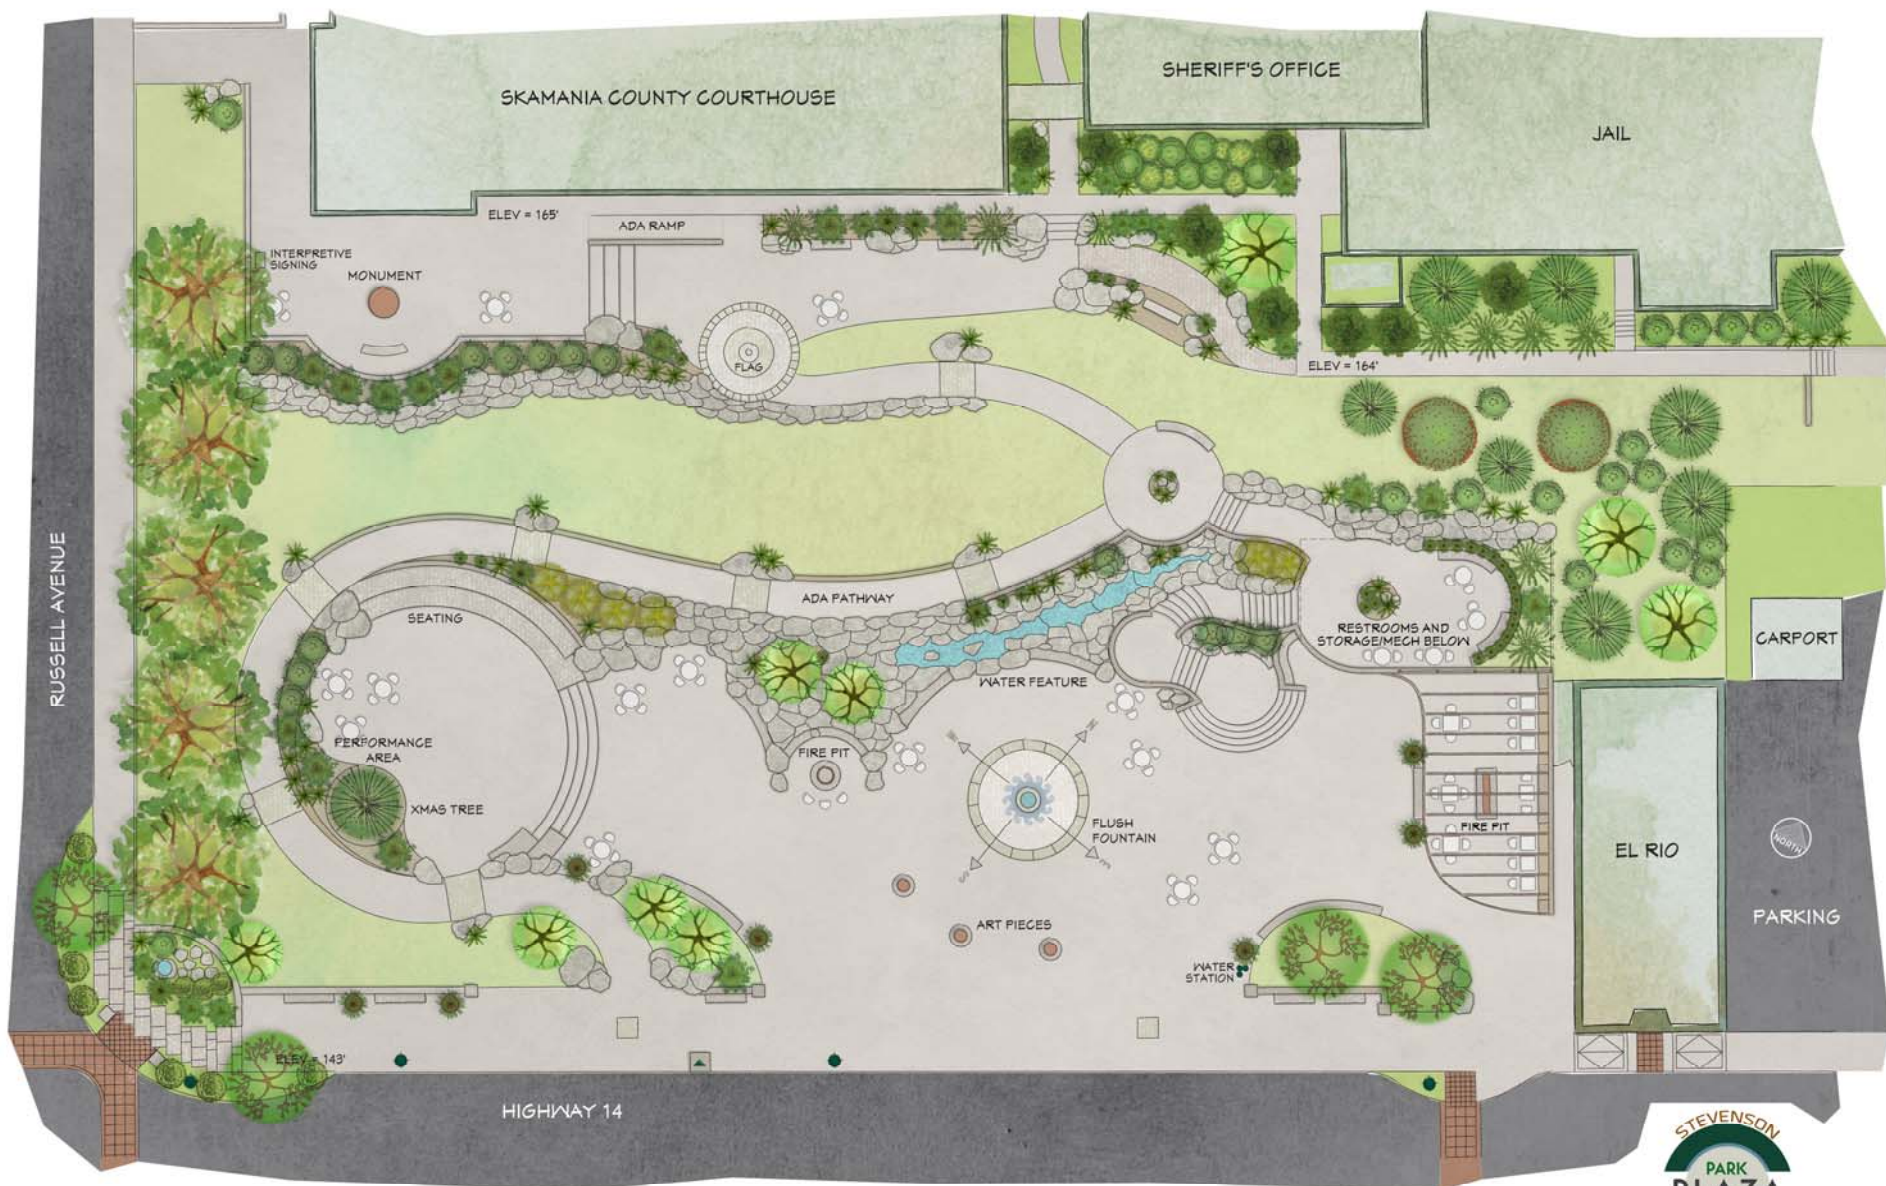 SKAMANIA COUNTY COURTHOUSE
SHERIFF'S OFFICE
JAIL
ELEV = 165'
ADA RAMP
INTERPRETIVE
SIGNING
MONUMENT
FLAG
ELEV = 164'
RUSSELL AVENUE
ADA PATHWAY
SEATING
RESTROOMS AND
STORAGE/MECH BELOW
CARPORT
WATER FEATURE
PERFORMANCE
AREA
FIRE PIT
XMAS TREE
N
W
S
E
FLUSH
FOUNTAIN
FIRE PIT
EL RIO
NORTH
PARKING
ART PIECES
WATER
STATION
ELEV = 143'
HIGHWAY 14
STEVENSON
PARK
PLAZA